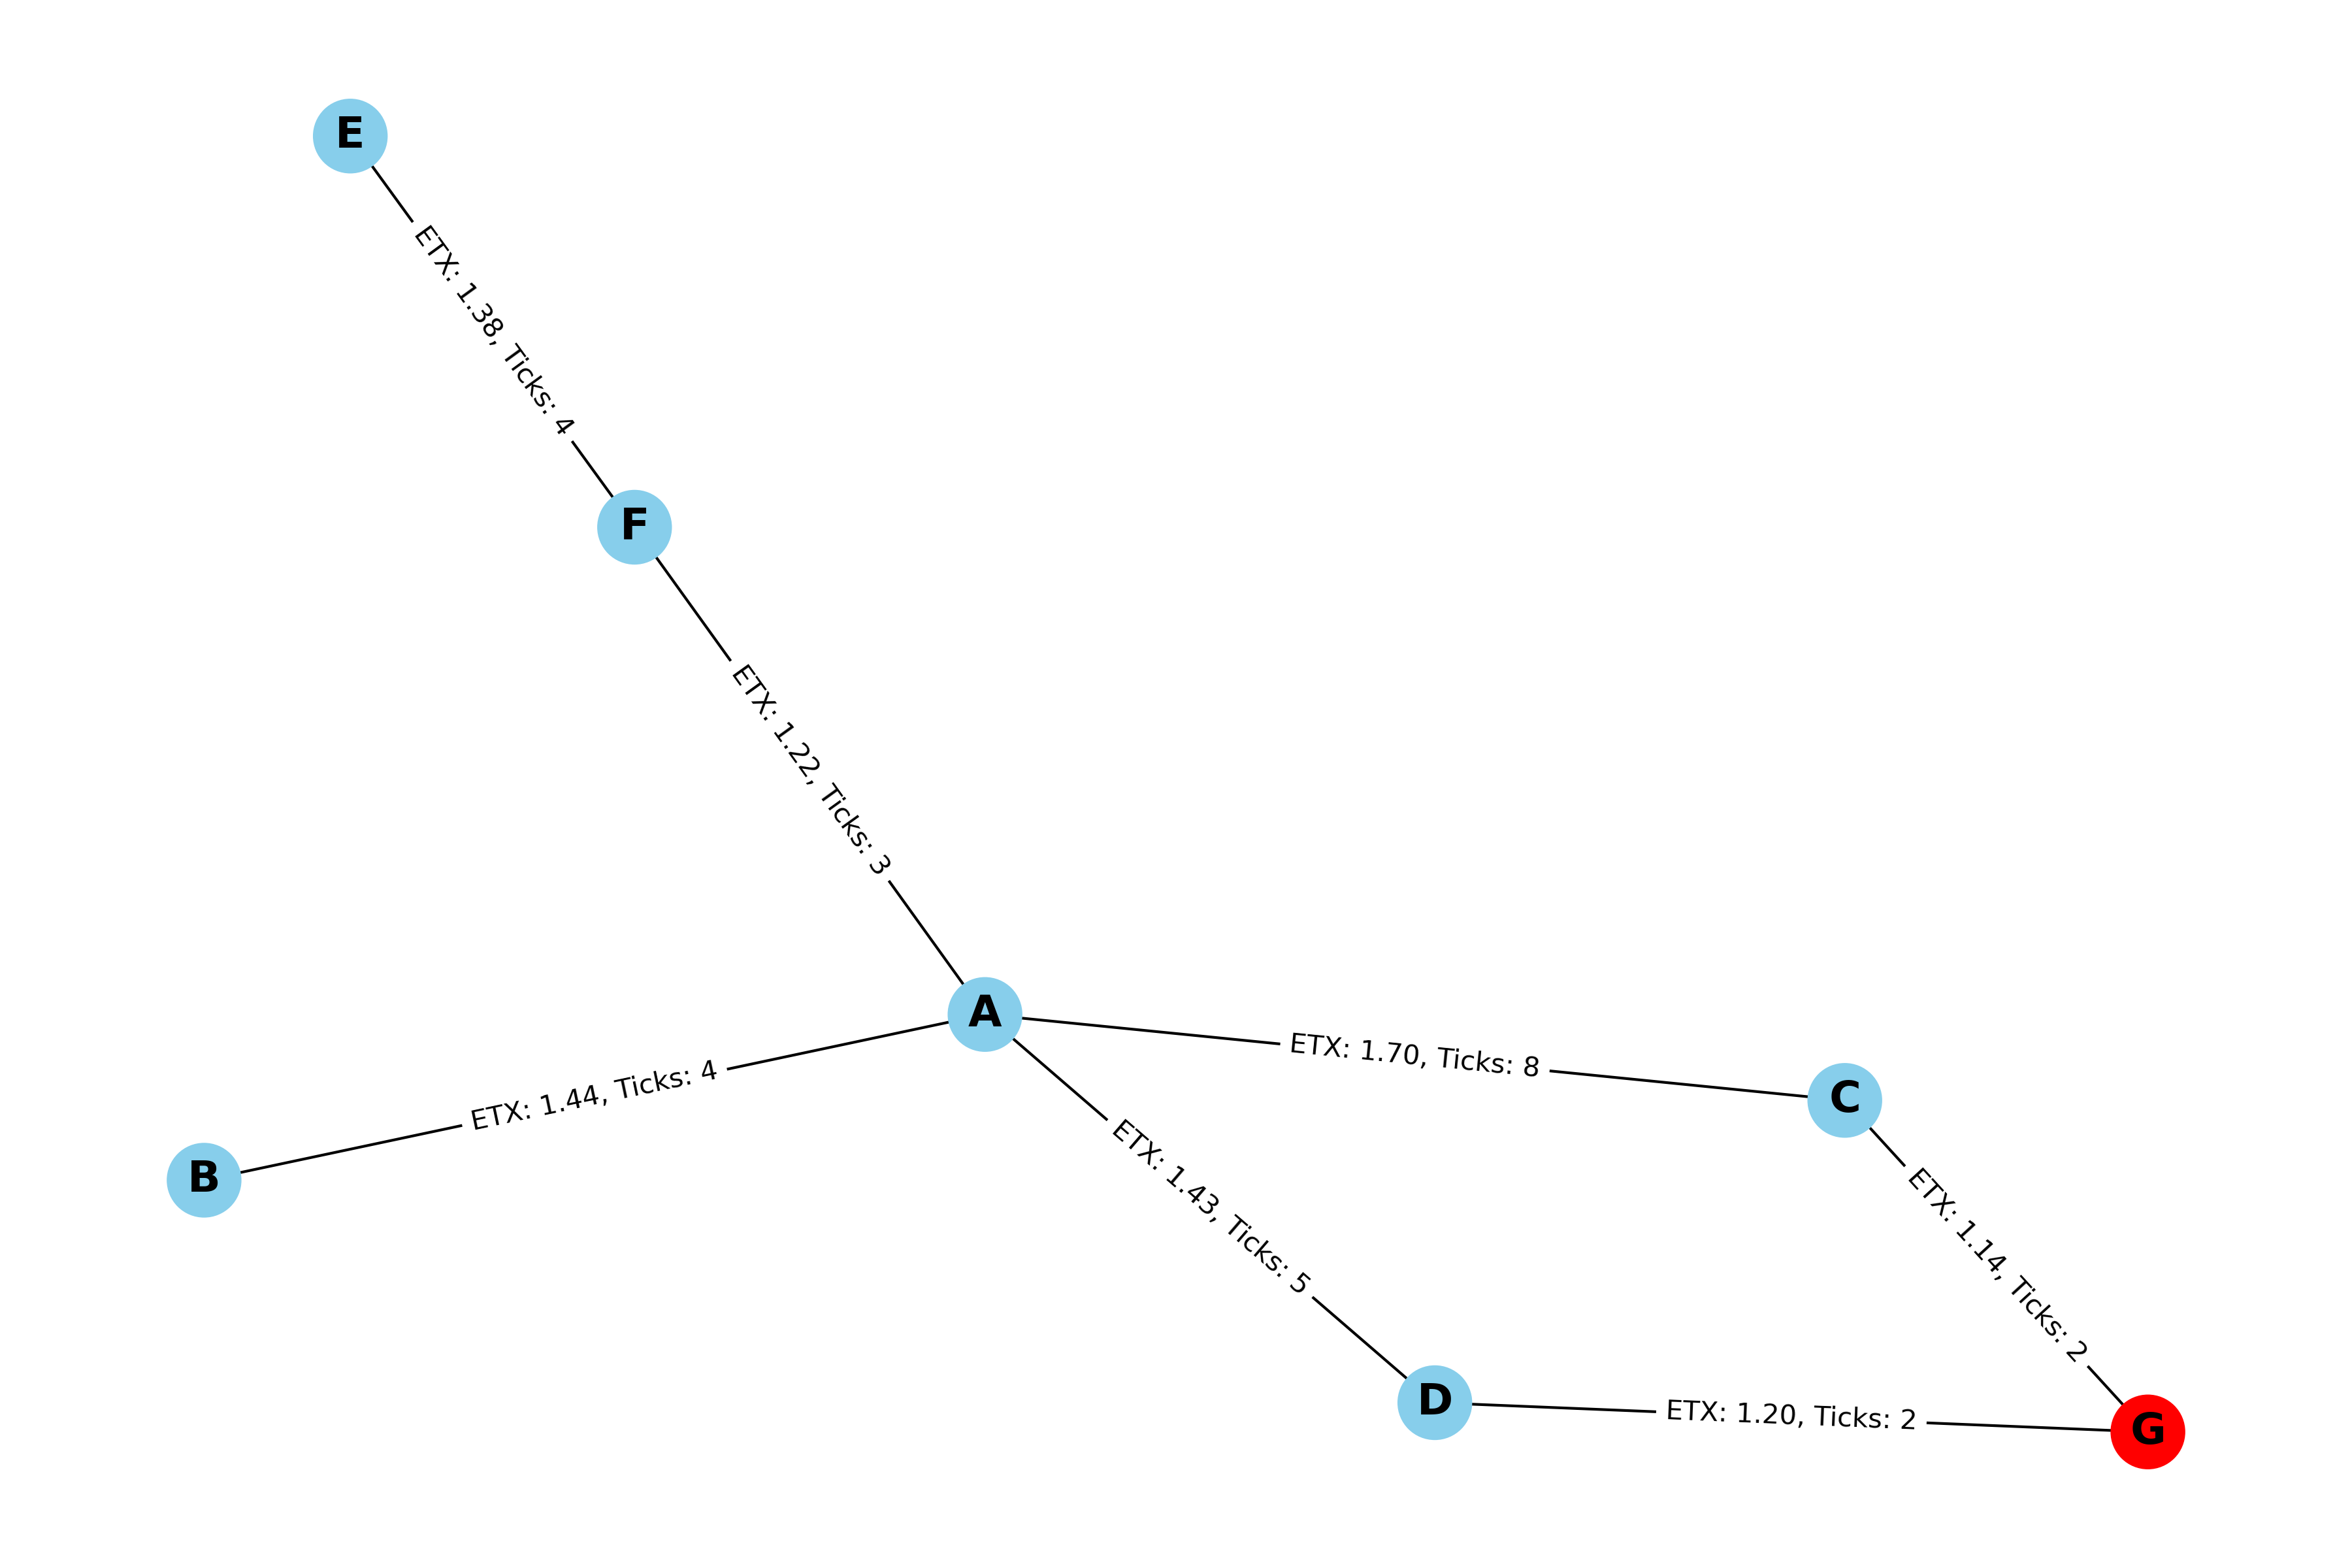 E
ETX: 1.38, Ticks: 4
F
ETX: 1.22, Ticks: 3
A
ETX: 1.70, Ticks: 8
C
ETX: 1.44, Ticks: 4
B
ETX: 1.43, Ticks: 5
ETX: 1.14, Ticks: 2
D
ETX: 1.20, Ticks: 2
G